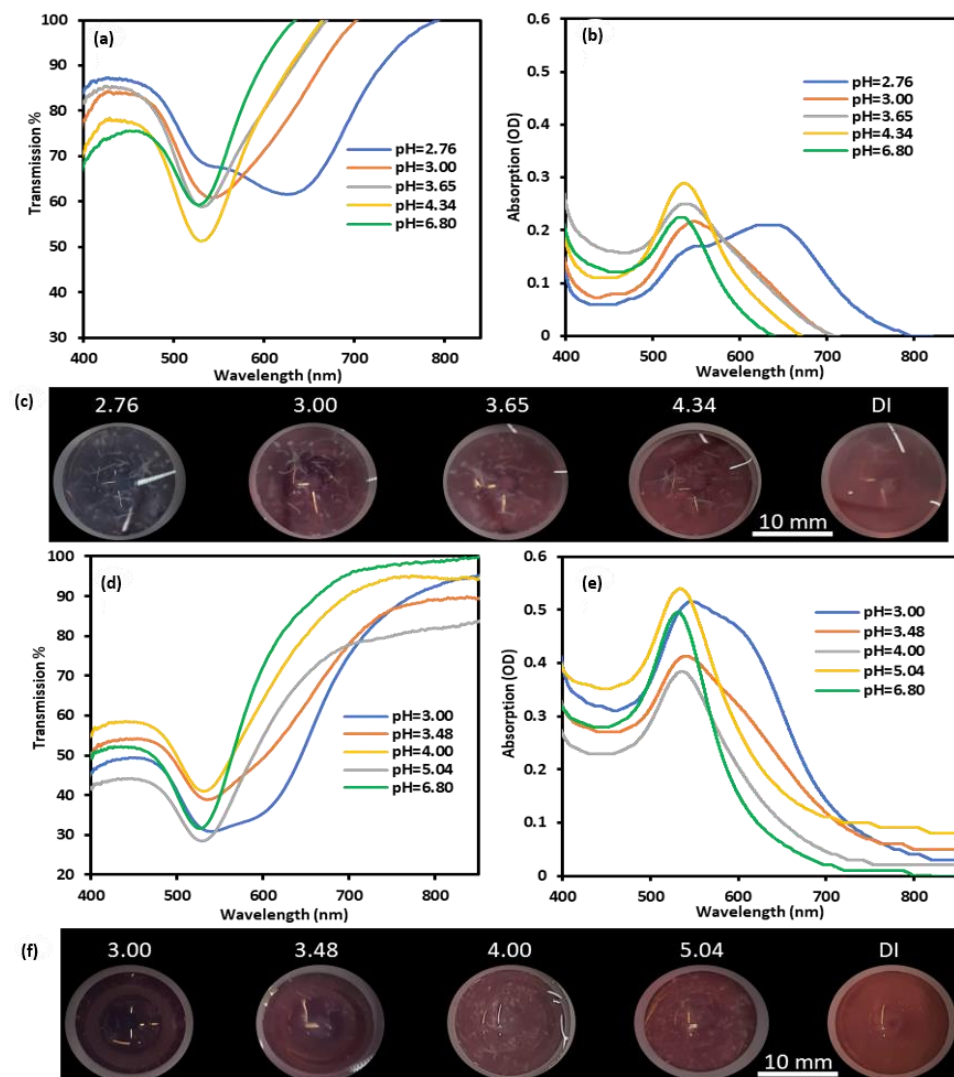 (a)
Transmission %
100
90
80
70
60
50
40
30
400 500 600 700 800
Wavelength (nm)
pH=2.76
pH=3.00
pH=3.65
pH=4.34
pH=6.80
(b)
Absorption (OD)
0.6
0.5
0.4
0.3
0.2
0.1
0
400 500 600 700 800
Wavelength (nm)
pH=2.76
pH=3.00
pH=3.65
pH=4.34
pH=6.80
(c)
2.76 3.00 3.65 4.34 DI
10 mm
(d)
Transmission %
100
90
80
70
60
50
40
30
20
400 500 600 700 800
Wavelength (nm)
pH=3.00
pH=3.48
pH=4.00
pH=5.04
pH=6.80
(e)
Absorption (OD)
0.6
0.5
0.4
0.3
0.2
0.1
0
400 500 600 700 800
Wavelength (nm)
pH=3.00
pH=3.48
pH=4.00
pH=5.04
pH=6.80
(f)
3.00 3.48 4.00 5.04 DI
10 mm